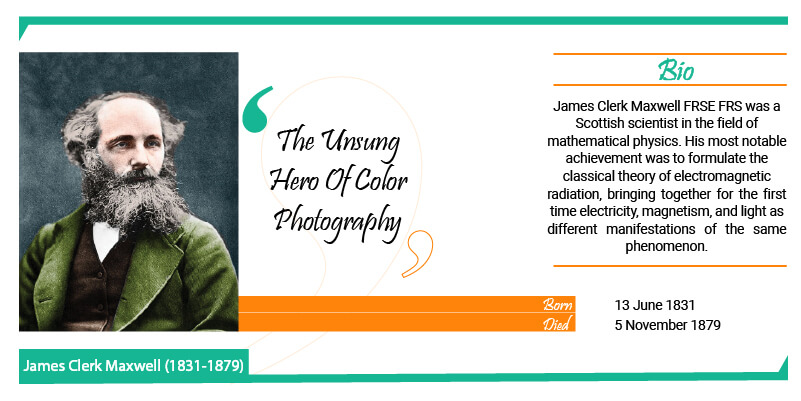 The Unsung
Hero Of Color
Photography
Bio
James Clerk Maxwell FRSE FRS was a
Scottish scientist in the field of
mathematical physics. His most notable
achievement was to formulate the
classical theory of electromagnetic
radiation, bringing together for the first
time electricity, magnetism, and light as
different manifestations of the same
phenomenon.
Born 13 June 1831
Died 5 November 1879
James Clerk Maxwell (1831-1879)